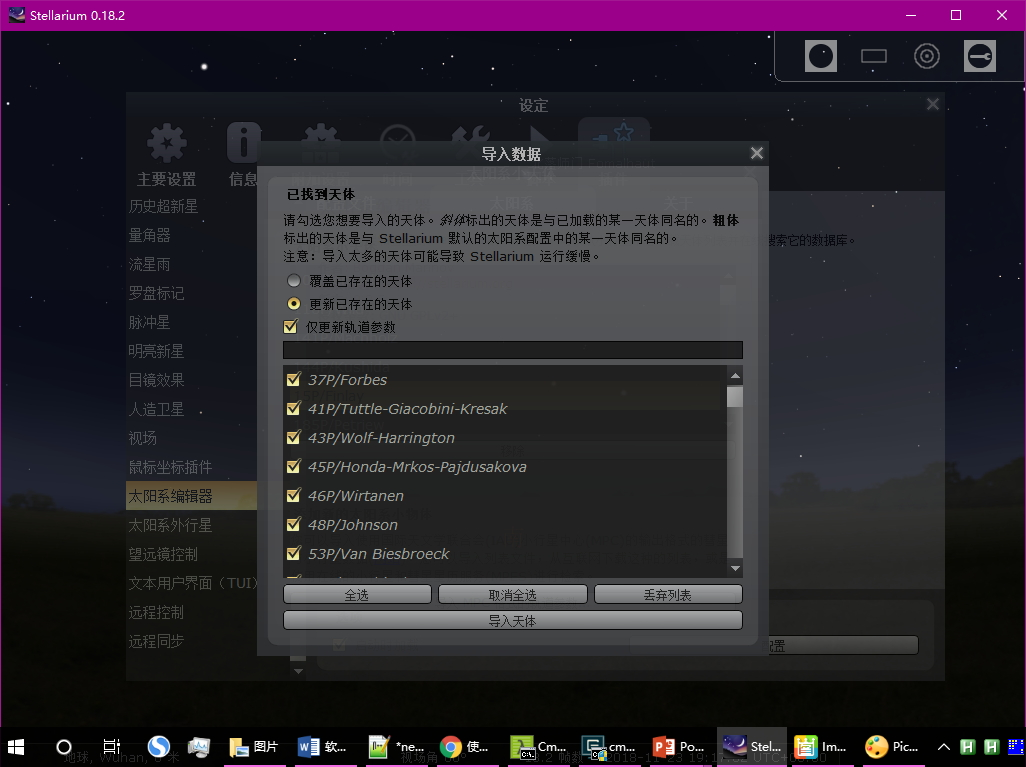 Stellarium 0.18.2
设定
主要设置
信息
导入数据
历史超新星
量角器
流星雨
罗盘标记
脉冲星
明亮新星
目镜效果
人造卫星
视场
鼠标坐标插件
太阳系编辑器
太阳系外行星
望远镜控制
文本用户界面（TUI）
远程控制
远程同步
已找到天体
请勾选您想要导入的天体。斜体标出的天体是与已加载的某一天体同名的。粗体
标出的天体是与 Stellarium 默认的太阳系配置中的某一天体同名的。
注意：导入太多的天体可能导致 Stellarium 运行缓慢。
搜索它的数据库。
覆盖已存在的天体
更新已存在的天体
仅更新轨道参数
37P/Forbes
41P/Tuttle-Giacobini-Kresak
43P/Wolf-Harrington
45P/Honda-Mrkos-Pajdusakova
46P/Wirtanen
48P/Johnson
53P/Van Biesbroeck
全选 取消全选 丢弃列表
导入天体
配置
图片 软... *ne... 使... Cm... cm... Po... Stel... Im... Pic...
地球, Wuhan, 8 米